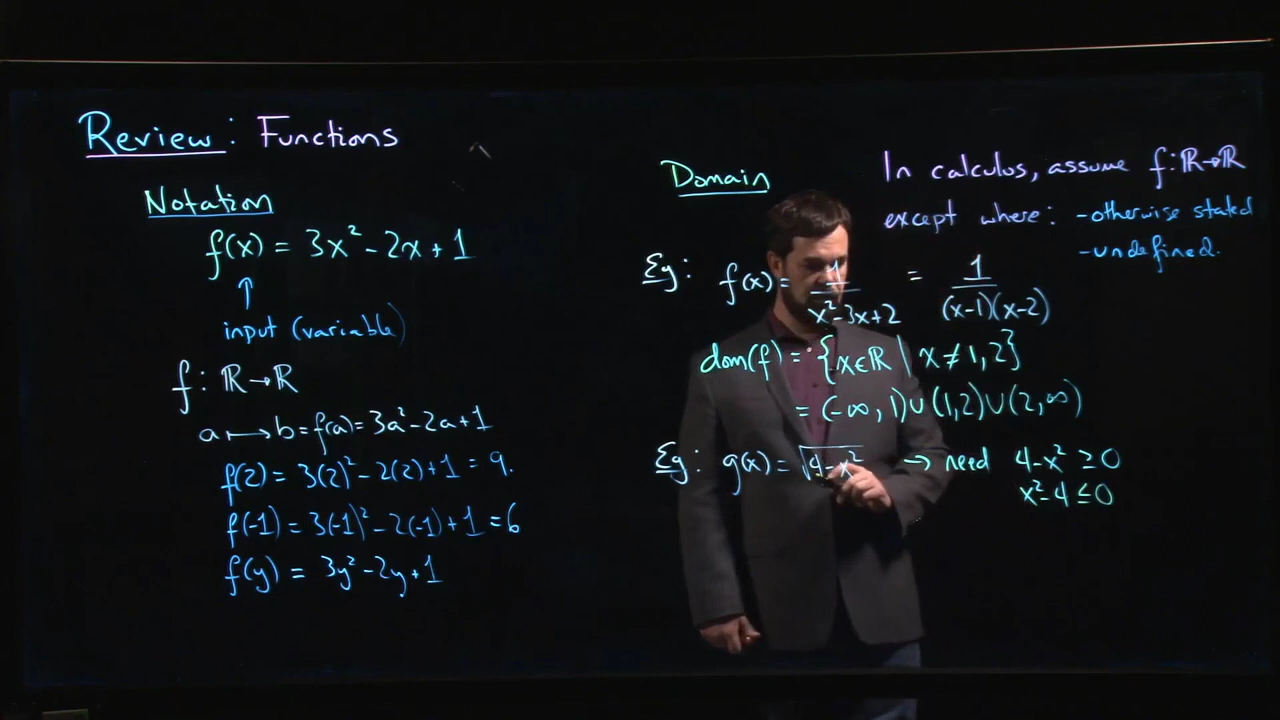 Review: Functions
Notation
f(x) = 3x² - 2x + 1
↑
input (variable)
f: ℝ→ℝ
a ⟼ b = f(a) = 3a² - 2a + 1
f(2) = 3(2)² - 2(2) + 1 = 9.
f(-1) = 3(-1)² - 2(-1) + 1 = 6
f(y) = 3y² - 2y + 1
Domain
In calculus, assume f: ℝ→ℝ
except where: - otherwise stated
- undefined.
Eg: f(x) = 1/(x² - 3x + 2) = 1/((x-1)(x-2))
dom(f) = {x∈ℝ | x ≠ 1, 2}
= (-∞, 1) ∪ (1, 2) ∪ (2, ∞)
Eg: g(x) = √(4 - x²) → need 4 - x² ≥ 0
x² - 4 ≤ 0